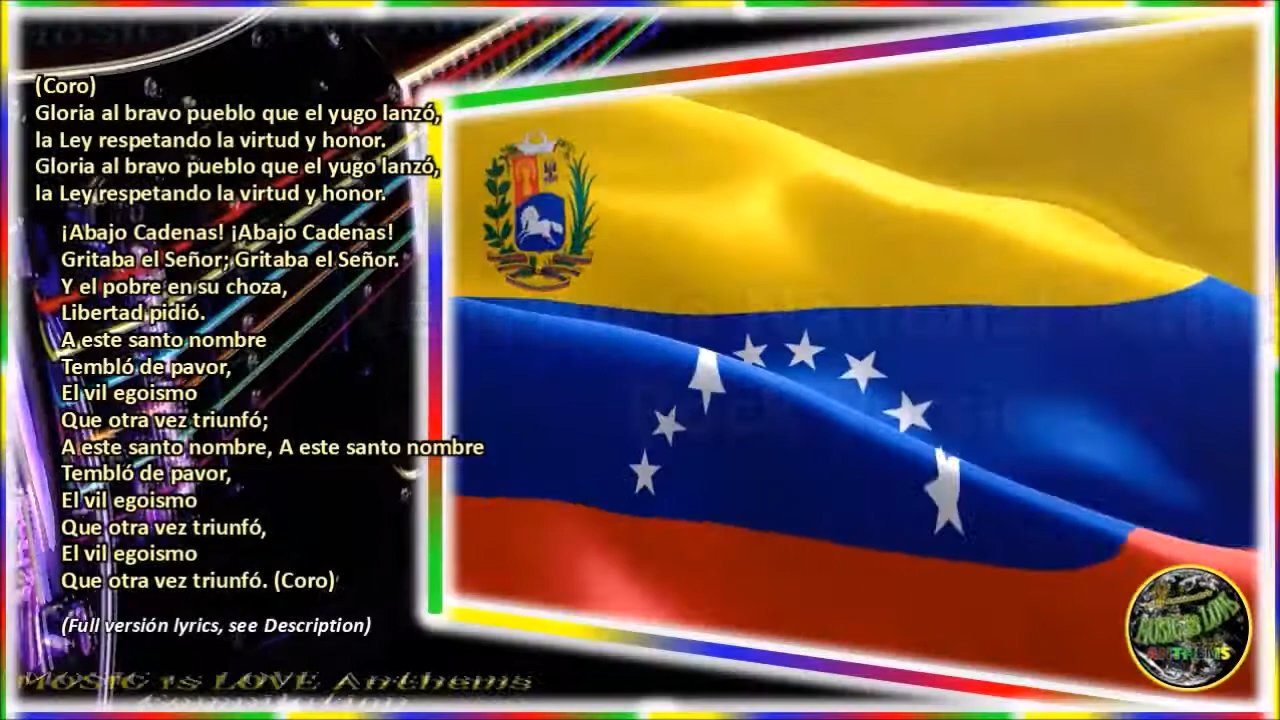 (Coro)
Gloria al bravo pueblo que el yugo lanzó,
la Ley respetando la virtud y honor.
Gloria al bravo pueblo que el yugo lanzó,
la Ley respetando la virtud y honor.
¡Abajo Cadenas! ¡Abajo Cadenas!
Gritaba el Señor; Gritaba el Señor.
Y el pobre en su choza,
Libertad pidió.
A este santo nombre
Tembló de pavor,
El vil egoismo
Que otra vez triunfó;
A este santo nombre, A este santo nombre
Tembló de pavor,
El vil egoismo
Que otra vez triunfó,
El vil egoismo
Que otra vez triunfó. (Coro)
(Full versión lyrics, see Description)
MUSIC is LOVE Anthems
MUSIC IS LOVE
ANTHEMS